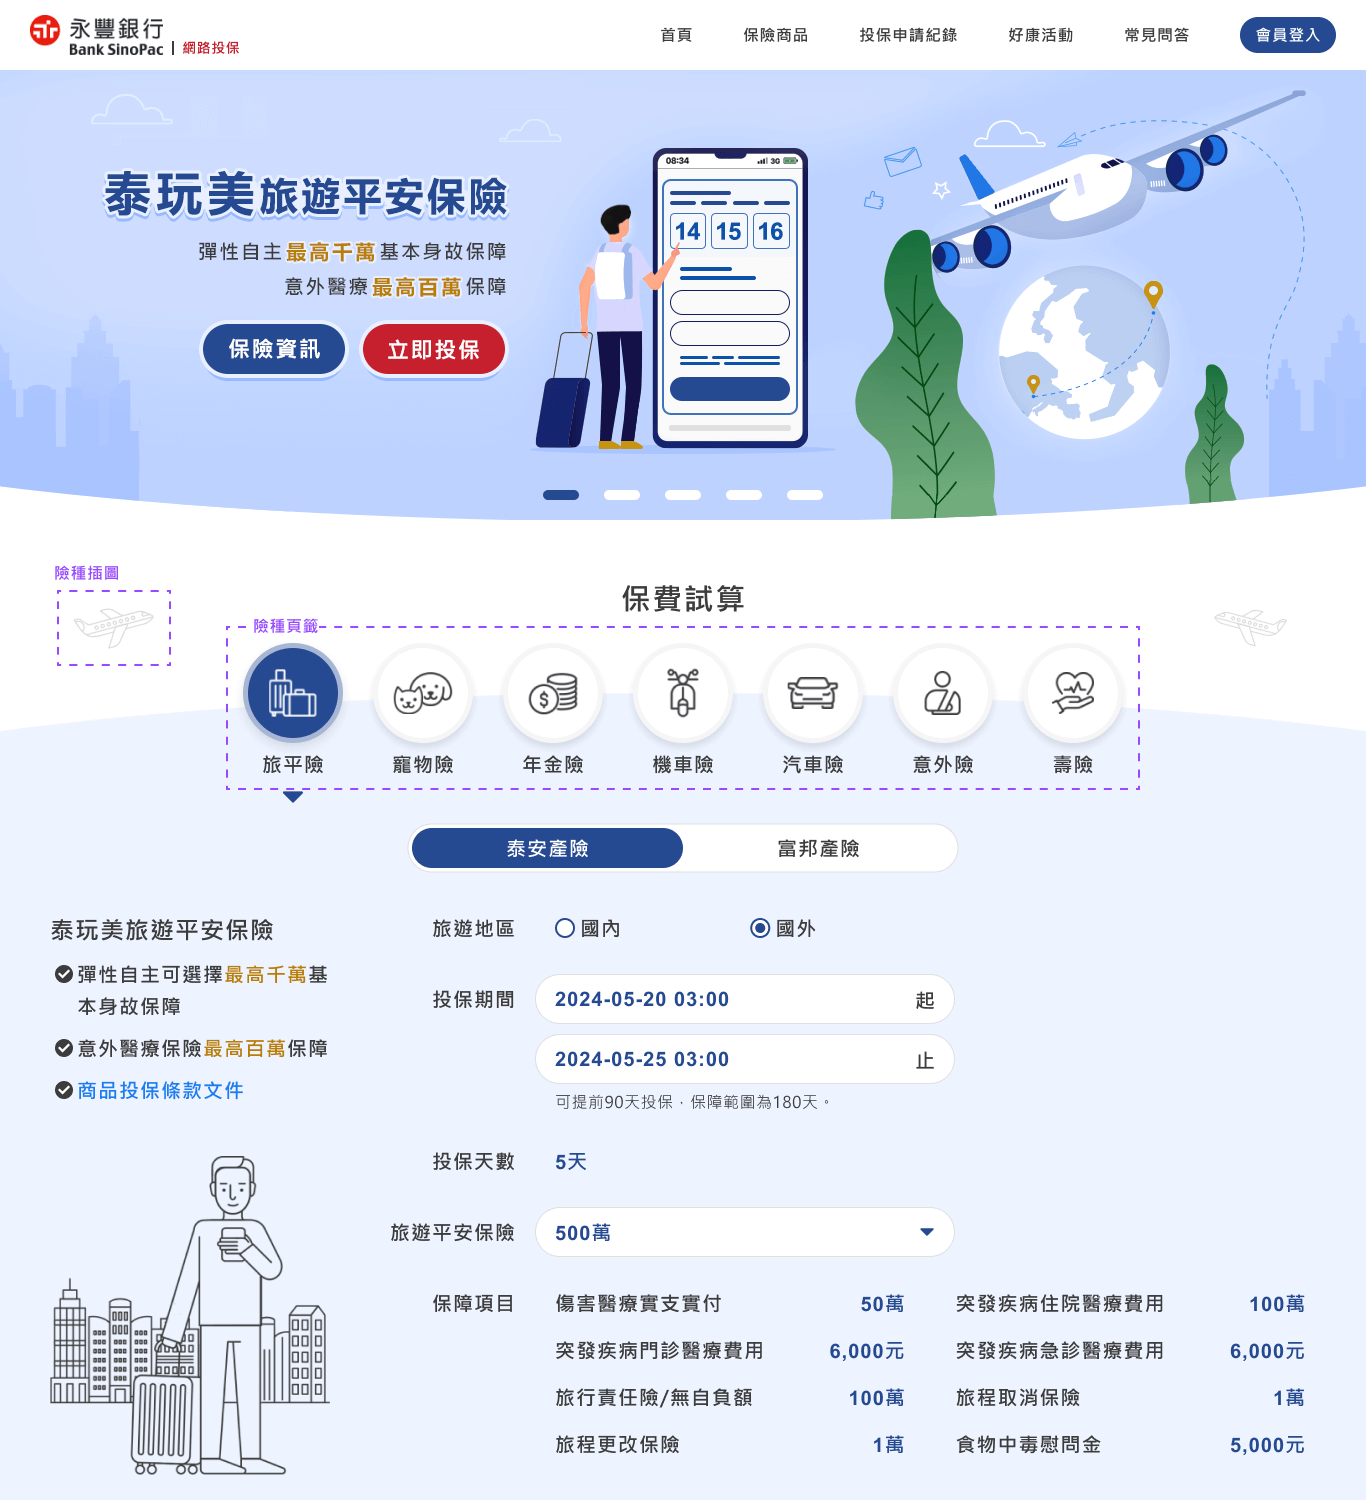 永豐銀行
Bank SinoPac | 網路投保
首頁
保險商品
投保申請紀錄
好康活動
常見問答
會員登入
泰玩美旅遊平安保險
彈性自主最高千萬基本身故保障
意外醫療最高百萬保障
保險資訊
立即投保
08:34
3G
14 15 16
險種插圖
保費試算
險種頁籤
旅平險
寵物險
年金險
機車險
汽車險
意外險
壽險
泰安產險
富邦產險
泰玩美旅遊平安保險
彈性自主可選擇最高千萬基
本身故保障
意外醫療保險最高百萬保障
商品投保條款文件
旅遊地區
國內
國外
投保期間
2024-05-20 03:00 起
2024-05-25 03:00 止
可提前90天投保，保障範圍為180天。
投保天數
5天
旅遊平安保險
500萬
保障項目
傷害醫療實支實付 50萬
突發疾病住院醫療費用 100萬
突發疾病門診醫療費用 6,000元
突發疾病急診醫療費用 6,000元
旅行責任險/無自負額 100萬
旅程取消保險 1萬
旅程更改保險 1萬
食物中毒慰問金 5,000元